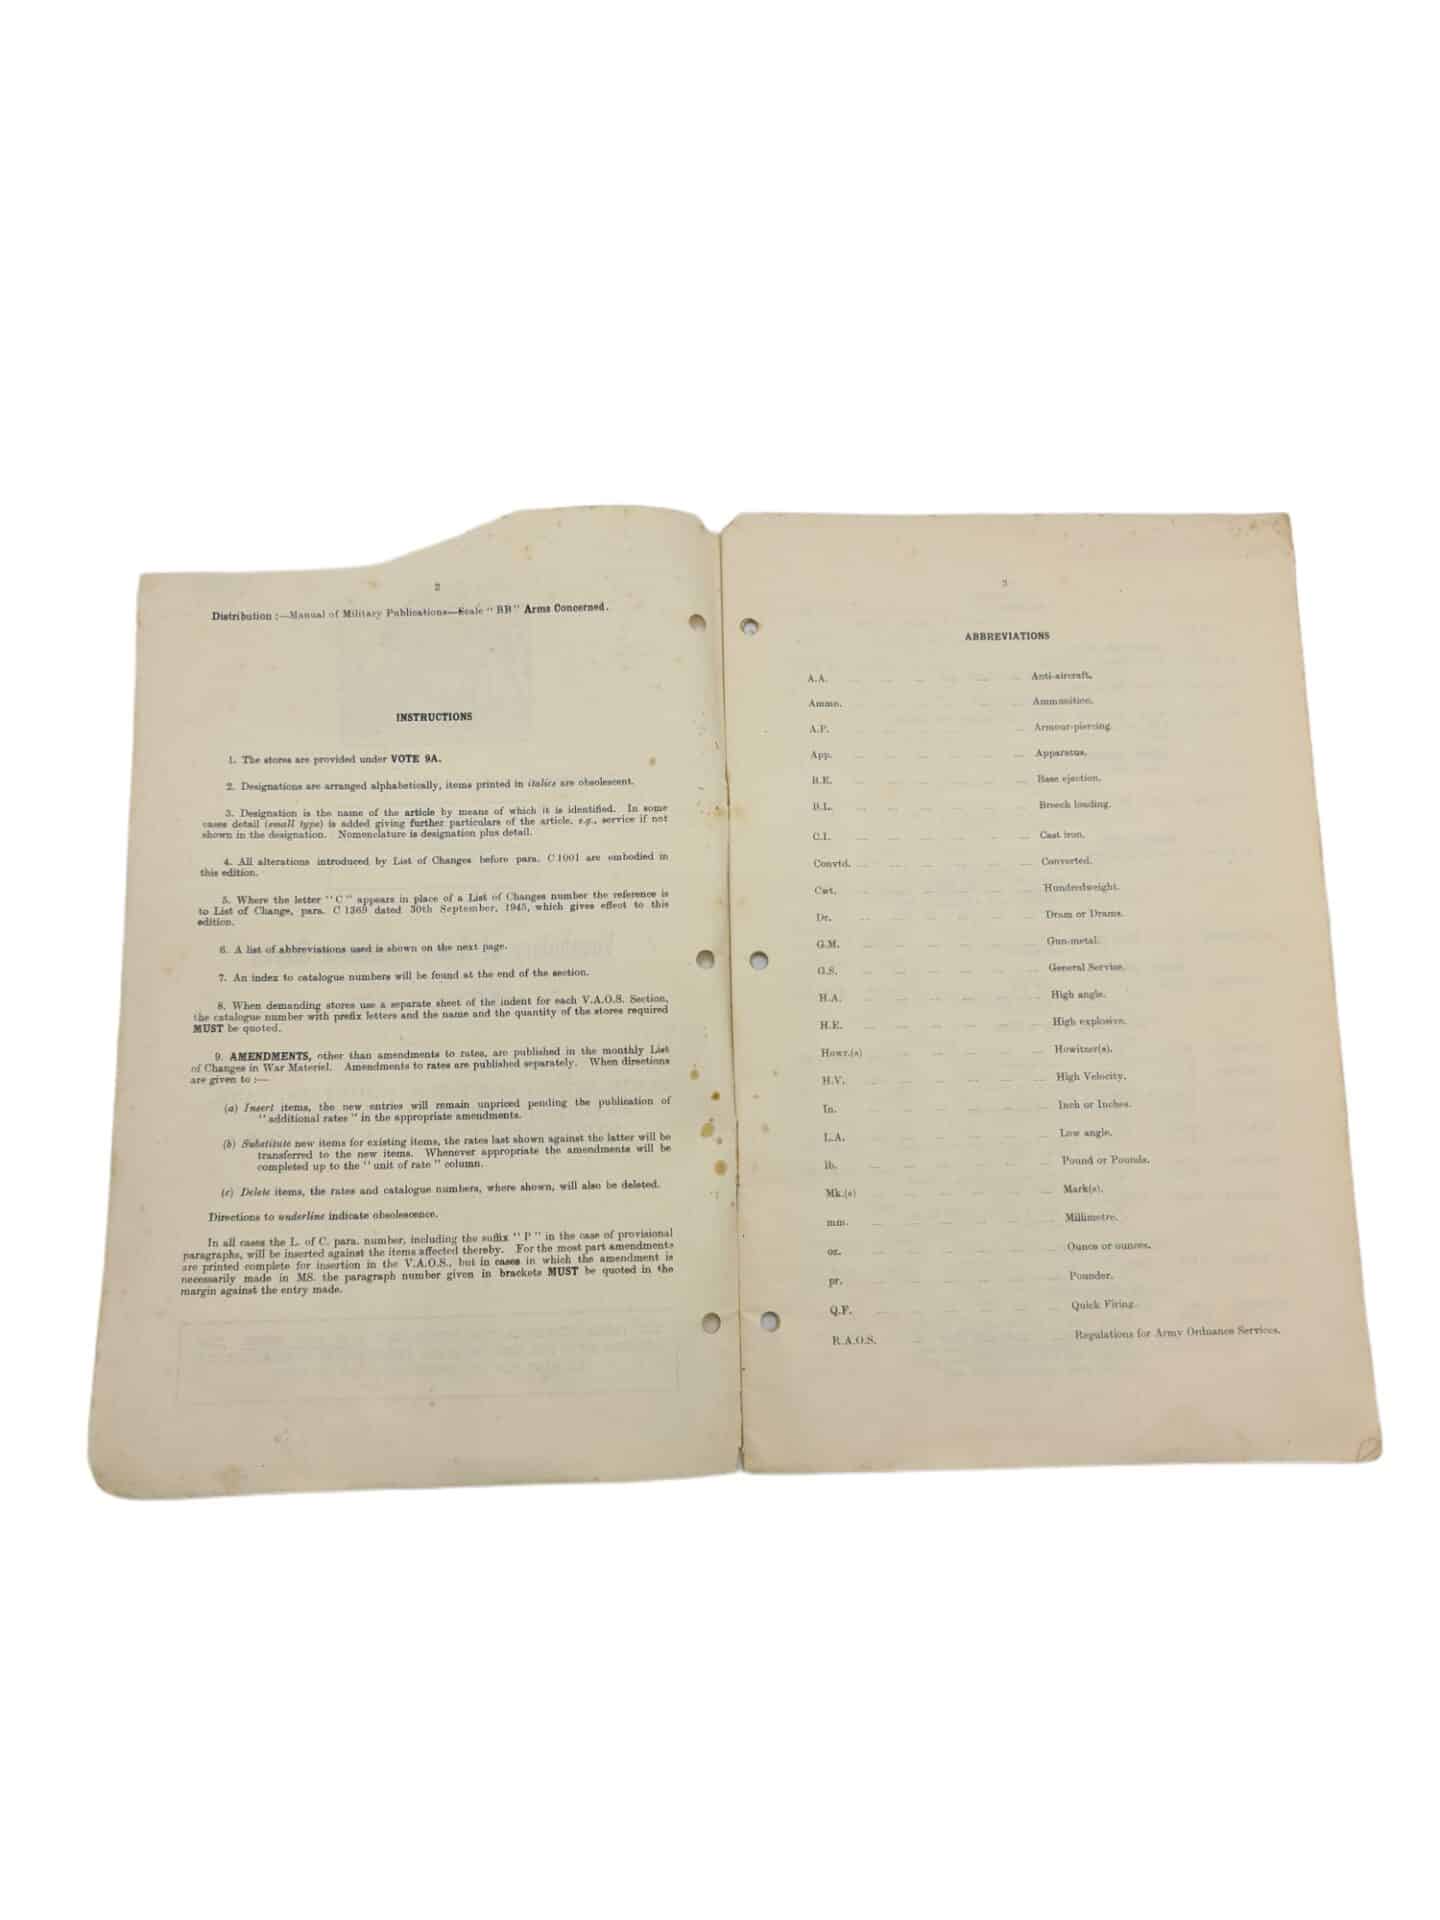 2
Distribution :—Manual of Military Publications—Scale " BB " Arms Concerned.
INSTRUCTIONS
1. The stores are provided under VOTE 9A.
2. Designations are arranged alphabetically, items printed in italics are obsolescent.
3. Designation is the name of the article by means of which it is identified. In some
cases detail (small type) is added giving further particulars of the article, e.g., service if not
shown in the designation. Nomenclature is designation plus detail.
4. All alterations introduced by List of Changes before para. C 1001 are embodied in
this edition.
5. Where the letter " C " appears in place of a List of Changes number the reference is
to List of Change, para. C 1369 dated 30th September, 1945, which gives effect to this
edition.
6. A list of abbreviations used is shown on the next page.
7. An index to catalogue numbers will be found at the end of the section.
8. When demanding stores use a separate sheet of the indent for each V.A.O.S. Section,
the catalogue number with prefix letters and the name and the quantity of the stores required
MUST be quoted.
9. AMENDMENTS, other than amendments to rates, are published in the monthly List
of Changes in War Materiel. Amendments to rates are published separately. When directions
are given to :—
(a) Insert items, the new entries will remain unpriced pending the publication of
" additional rates " in the appropriate amendments.
(b) Substitute new items for existing items, the rates last shown against the latter will be
transferred to the new items. Whenever appropriate the amendments will be
completed up to the " unit of rate " column.
(c) Delete items, the rates and catalogue numbers, where shown, will also be deleted.
Directions to underline indicate obsolescence.
In all cases the L. of C. para. number, including the suffix " P " in the case of provisional
paragraphs, will be inserted against the items affected thereby. For the most part amendments
are printed complete for insertion in the V.A.O.S., but in cases in which the amendment is
necessarily made in MS. the paragraph number given in brackets MUST be quoted in the
margin against the entry made.
3
ABBREVIATIONS
A.A. Anti-aircraft.
Ammn. Ammunition.
A.P. Armour-piercing.
App. Apparatus.
B.E. Base ejection.
B.L. Breech loading.
C.I. Cast iron.
Convtd. Converted.
Cwt. Hundredweight.
Dr. Dram or Drams.
G.M. Gun-metal.
G.S. General Service.
H.A. High angle.
H.E. High explosive.
Howr.(s) Howitzer(s).
H.V. High Velocity.
In. Inch or Inches.
L.A. Low angle.
lb. Pound or Pounds.
Mk.(s) Mark(s).
mm. Millimetre.
oz. Ounce or ounces.
pr. Pounder.
Q.F. Quick Firing.
R.A.O.S. Regulations for Army Ordnance Services.